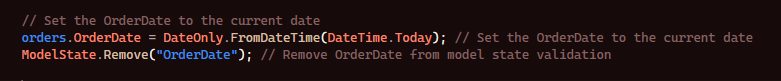 // Set the OrderDate to the current date
orders.OrderDate = DateOnly.FromDateTime(DateTime.Today); // Set the OrderDate to the current date
ModelState.Remove("OrderDate"); // Remove OrderDate from model state validation